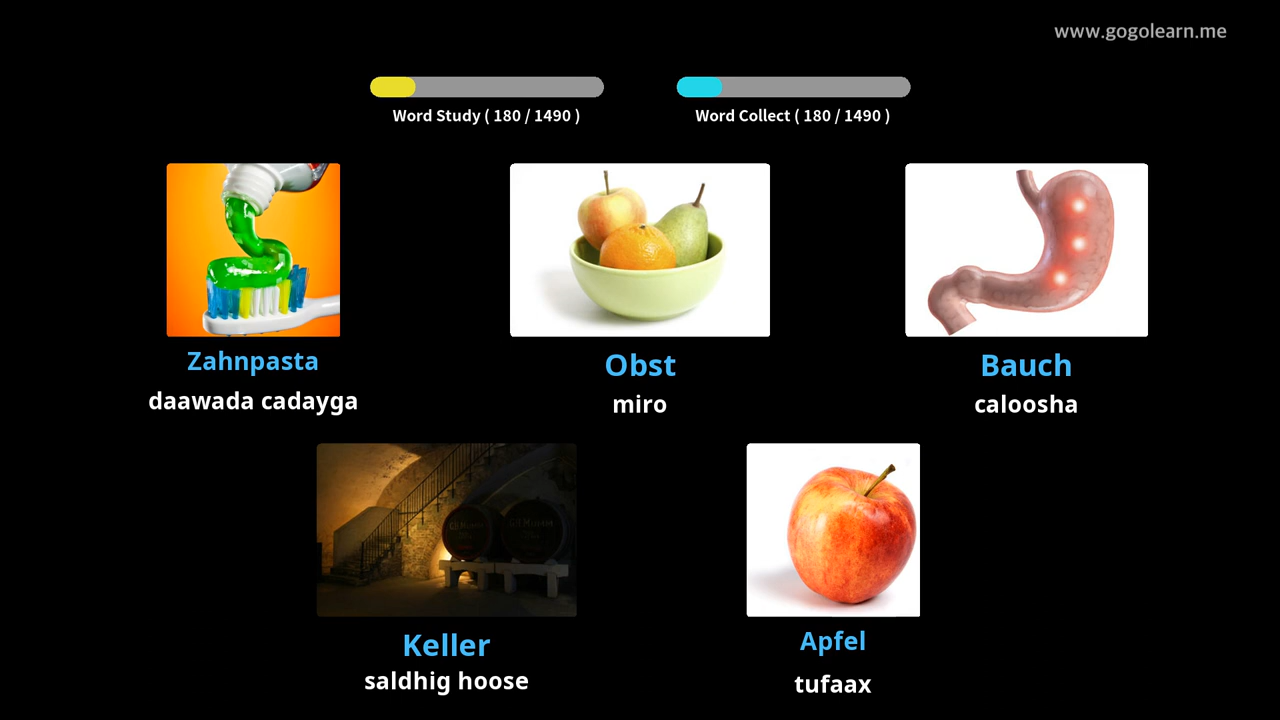 www.gogolearn.me
Word Study ( 180 / 1490 )
Word Collect ( 180 / 1490 )
Zahnpasta
daawada cadayga
Obst
miro
Bauch
caloosha
Keller
saldhig hoose
Apfel
tufaax